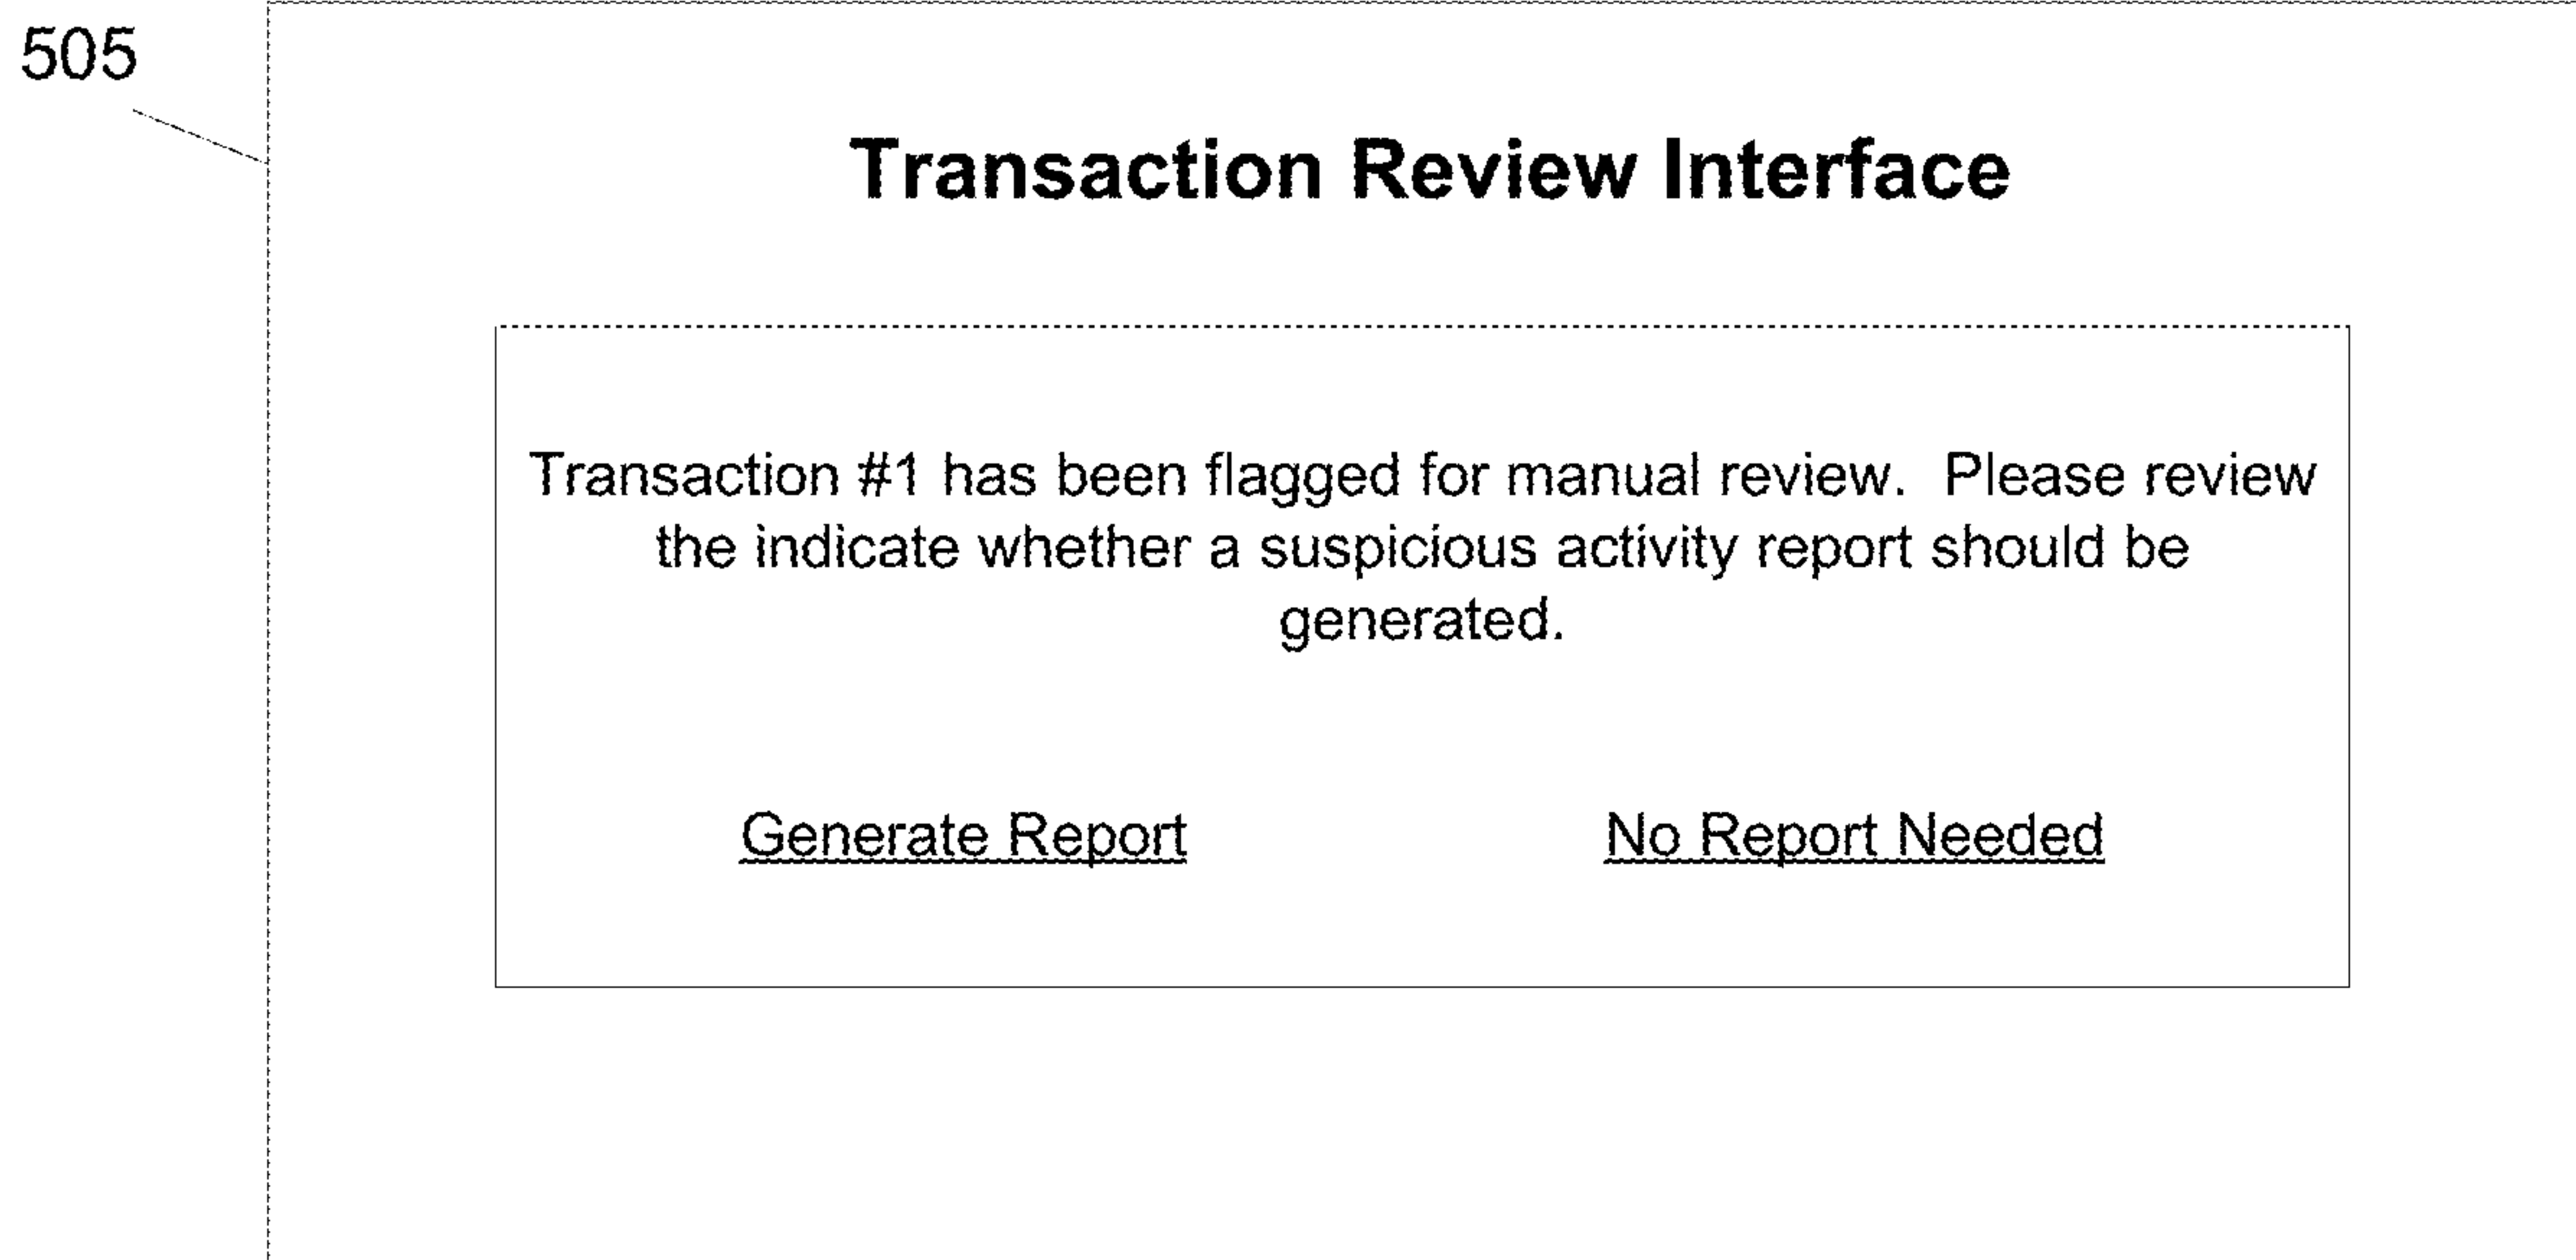 505
Transaction Review Interface
Transaction #1 has been flagged for manual review.  Please review
the indicate whether a suspicious activity report should be
generated.
Generate Report
No Report Needed